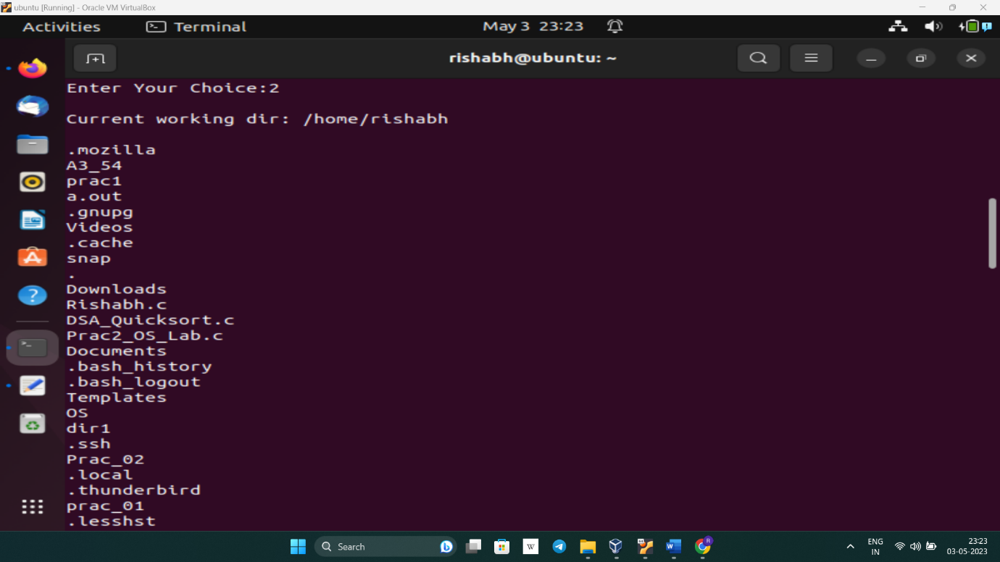 ubuntu [Running] - Oracle VM VirtualBox
Activities Terminal May 3 23:23
rishabh@ubuntu: ~
Enter Your Choice:2
Current working dir: /home/rishabh
.mozilla
A3_54
prac1
a.out
.gnupg
Videos
.cache
snap
.
Downloads
Rishabh.c
DSA_Quicksort.c
Prac2_OS_Lab.c
Documents
.bash_history
.bash_logout
Templates
OS
dir1
.ssh
Prac_02
.local
.thunderbird
prac_01
.lesshst
Search
W
W
R
ENG
IN
23:23
03-05-2023